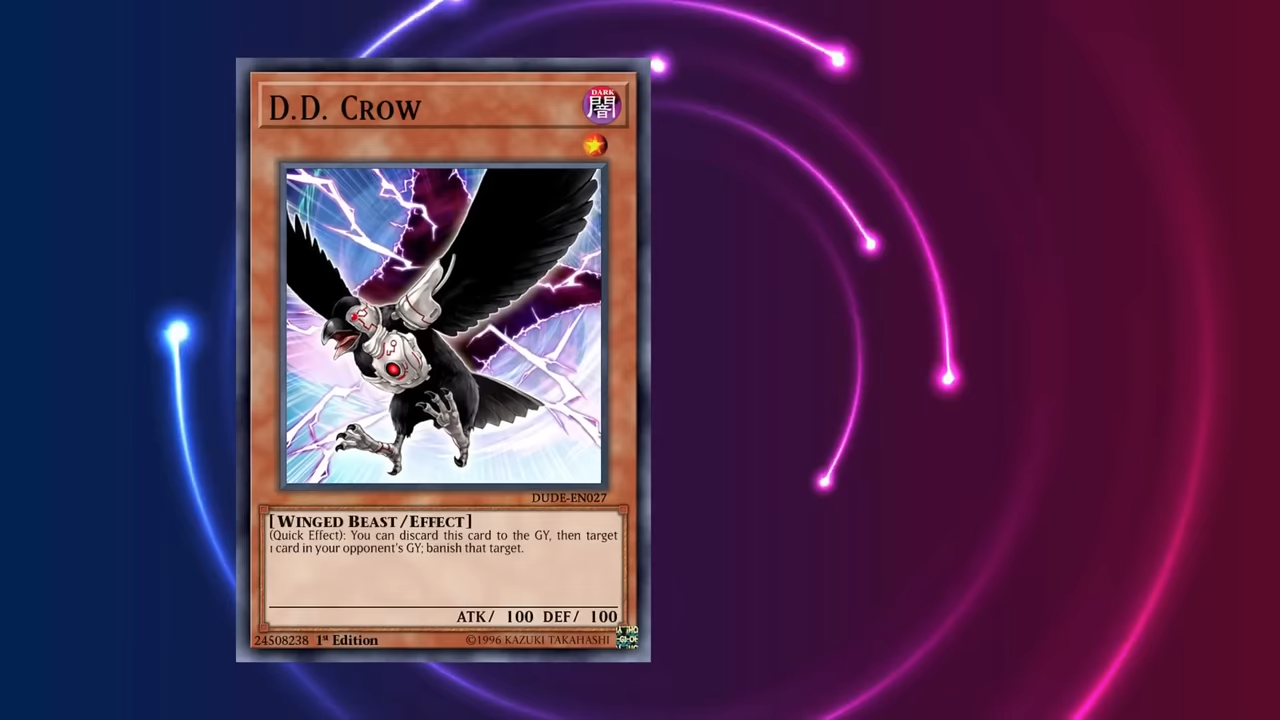 D.D. Crow
DARK
闇
DUDE-EN027
[Winged Beast/Effect]
(Quick Effect): You can discard this card to the GY, then target
1 card in your opponent's GY; banish that target.
ATK/ 100 DEF/ 100
24508238 1st Edition ©1996 KAZUKI TAKAHASHI